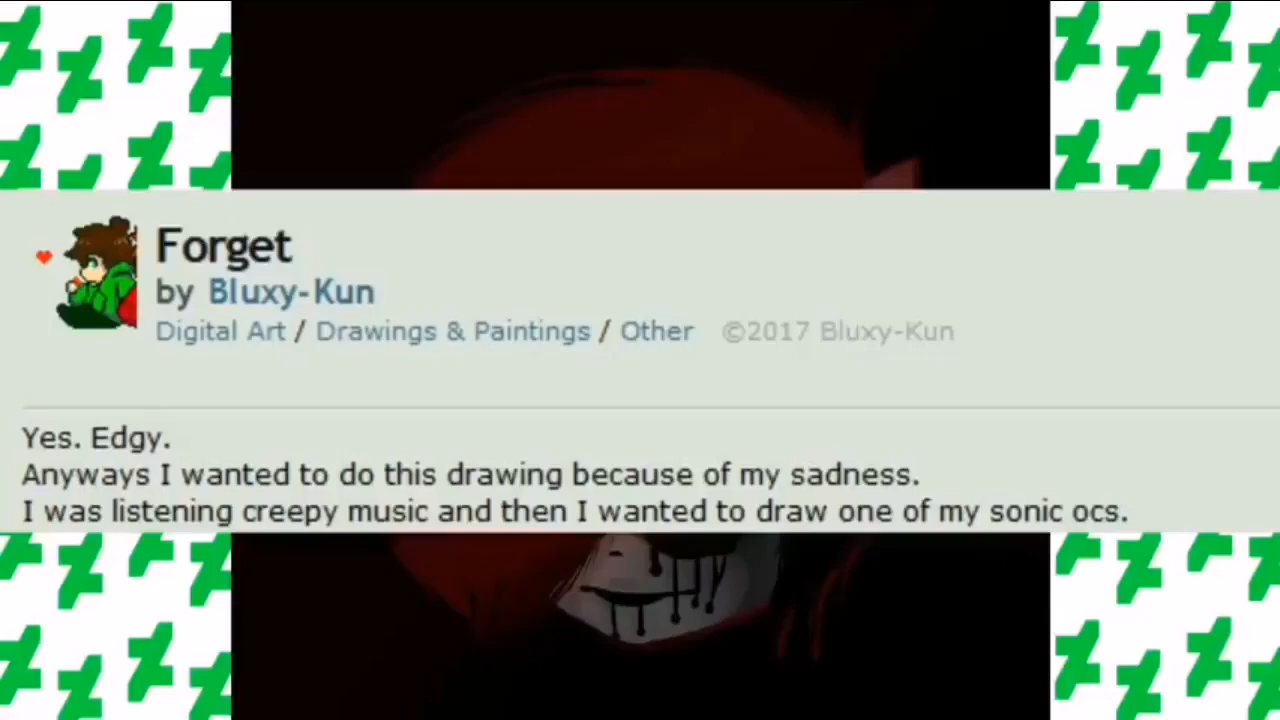 Forget
by Bluxy-Kun
Digital Art / Drawings & Paintings / Other ©2017 Bluxy-Kun
Yes. Edgy.
Anyways I wanted to do this drawing because of my sadness.
I was listening creepy music and then I wanted to draw one of my sonic ocs.